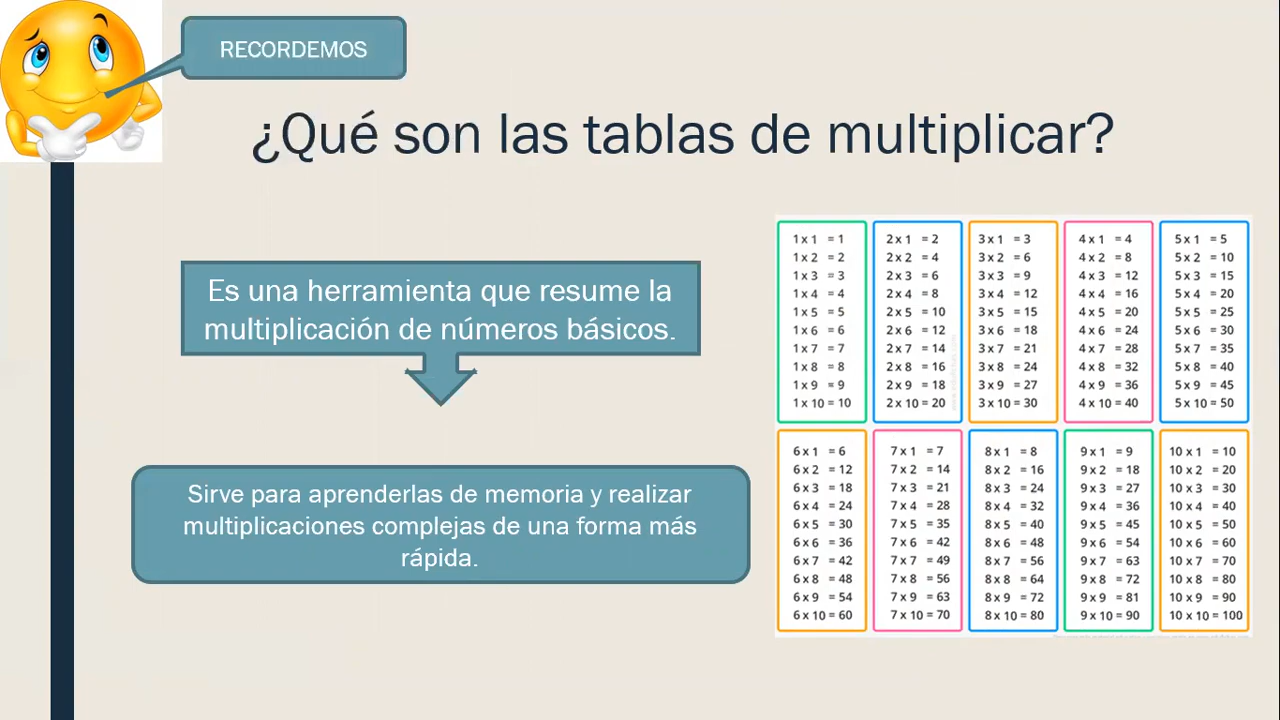 RECORDEMOS
¿Qué son las tablas de multiplicar?
Es una herramienta que resume la
multiplicación de números básicos.
Sirve para aprenderlas de memoria y realizar
multiplicaciones complejas de una forma más
rápida.
1 x 1 = 1
1 x 2 = 2
1 x 3 = 3
1 x 4 = 4
1 x 5 = 5
1 x 6 = 6
1 x 7 = 7
1 x 8 = 8
1 x 9 = 9
1 x 10 = 10
2 x 1 = 2
2 x 2 = 4
2 x 3 = 6
2 x 4 = 8
2 x 5 = 10
2 x 6 = 12
2 x 7 = 14
2 x 8 = 16
2 x 9 = 18
2 x 10 = 20
3 x 1 = 3
3 x 2 = 6
3 x 3 = 9
3 x 4 = 12
3 x 5 = 15
3 x 6 = 18
3 x 7 = 21
3 x 8 = 24
3 x 9 = 27
3 x 10 = 30
4 x 1 = 4
4 x 2 = 8
4 x 3 = 12
4 x 4 = 16
4 x 5 = 20
4 x 6 = 24
4 x 7 = 28
4 x 8 = 32
4 x 9 = 36
4 x 10 = 40
5 x 1 = 5
5 x 2 = 10
5 x 3 = 15
5 x 4 = 20
5 x 5 = 25
5 x 6 = 30
5 x 7 = 35
5 x 8 = 40
5 x 9 = 45
5 x 10 = 50
6 x 1 = 6
6 x 2 = 12
6 x 3 = 18
6 x 4 = 24
6 x 5 = 30
6 x 6 = 36
6 x 7 = 42
6 x 8 = 48
6 x 9 = 54
6 x 10 = 60
7 x 1 = 7
7 x 2 = 14
7 x 3 = 21
7 x 4 = 28
7 x 5 = 35
7 x 6 = 42
7 x 7 = 49
7 x 8 = 56
7 x 9 = 63
7 x 10 = 70
8 x 1 = 8
8 x 2 = 16
8 x 3 = 24
8 x 4 = 32
8 x 5 = 40
8 x 6 = 48
8 x 7 = 56
8 x 8 = 64
8 x 9 = 72
8 x 10 = 80
9 x 1 = 9
9 x 2 = 18
9 x 3 = 27
9 x 4 = 36
9 x 5 = 45
9 x 6 = 54
9 x 7 = 63
9 x 8 = 72
9 x 9 = 81
9 x 10 = 90
10 x 1 = 10
10 x 2 = 20
10 x 3 = 30
10 x 4 = 40
10 x 5 = 50
10 x 6 = 60
10 x 7 = 70
10 x 8 = 80
10 x 9 = 90
10 x 10 = 100